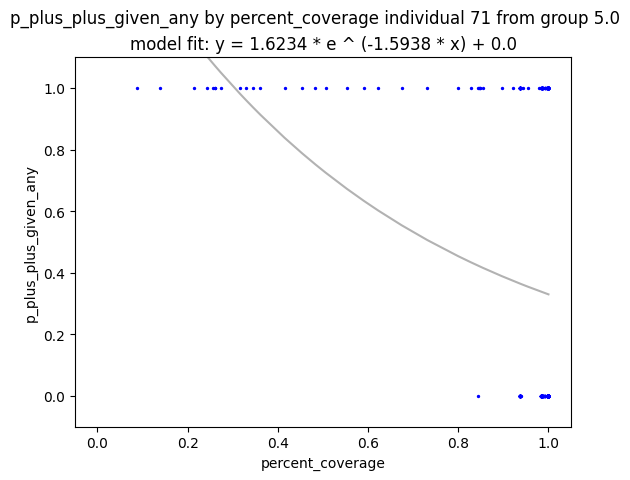 p_plus_plus_given_any by percent_coverage individual 71 from group 5.0
model fit: y = 1.6234 * e ^ (-1.5938 * x) + 0.0
1.0
0.8
0.6
0.4
0.2
0.0
p_plus_plus_given_any
0.0 0.2 0.4 0.6 0.8 1.0
percent_coverage